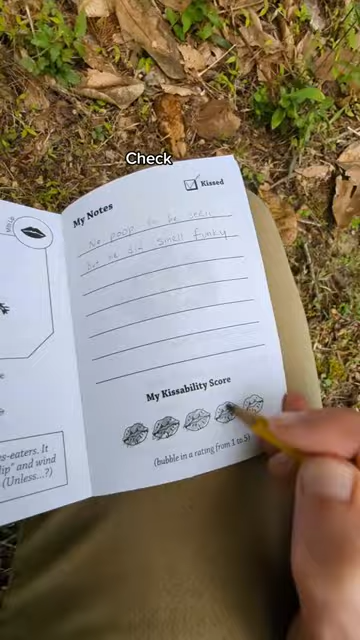 Check
My Notes
Kissed
No poop to be seen
But he did smell funky
My Kissability Score
(bubble in a rating from 1 to 5)
s-eaters. It
lip" and wind
(Unless...?)